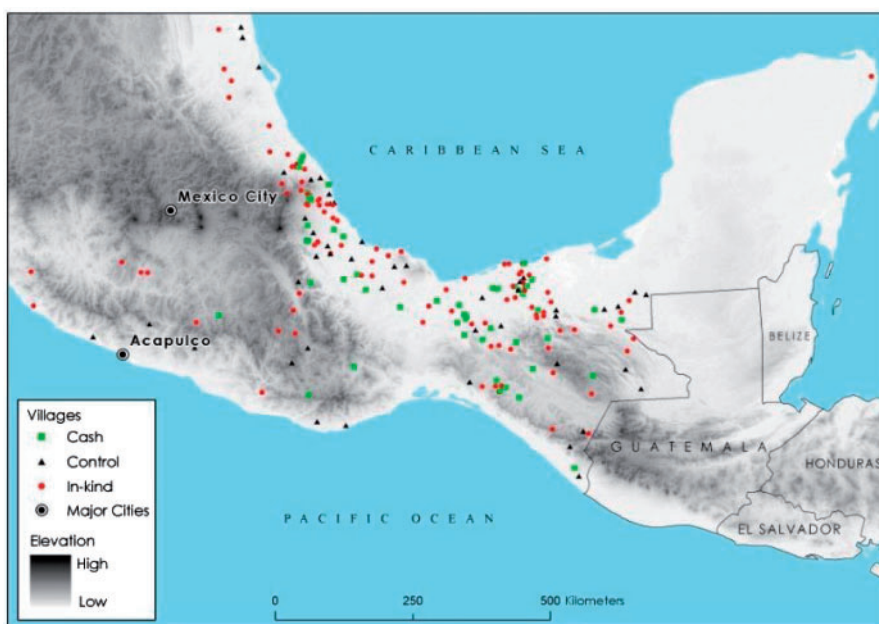 CARIBBEAN SEA
Mexico City
BELIZE
Acapulco
Villages
Cash
Control
In-kind
Major Cities
Elevation
High
Low
GUATEMALA
HONDURAS
EL SALVADOR
PACIFIC OCEAN
0 250 500 Kilometers